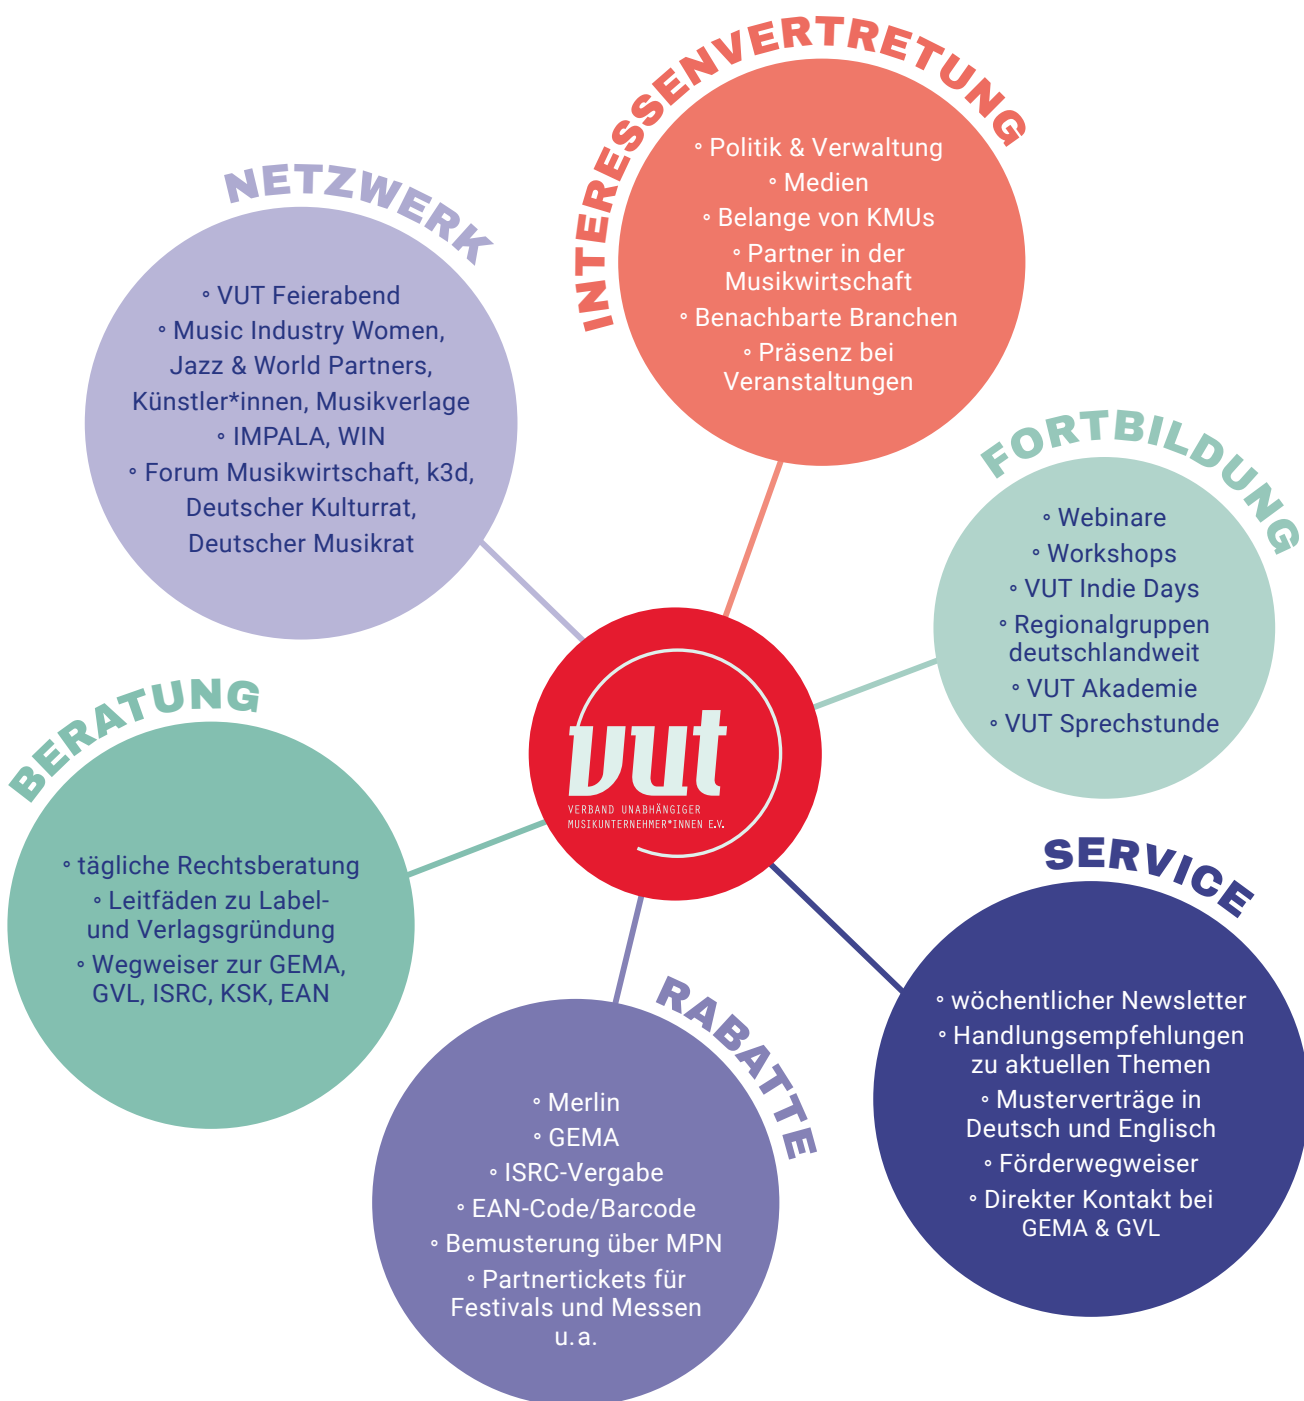 INTERESSENVERTRETUNG
◦ Politik & Verwaltung
◦ Medien
◦ Belange von KMUs
◦ Partner in der
Musikwirtschaft
◦ Benachbarte Branchen
◦ Präsenz bei
Veranstaltungen
NETZWERK
◦ VUT Feierabend
◦ Music Industry Women,
Jazz & World Partners,
Künstler*innen, Musikverlage
◦ IMPALA, WIN
◦ Forum Musikwirtschaft, k3d,
Deutscher Kulturrat,
Deutscher Musikrat
FORTBILDUNG
◦ Webinare
◦ Workshops
◦ VUT Indie Days
◦ Regionalgruppen
deutschlandweit
◦ VUT Akademie
◦ VUT Sprechstunde
vut
VERBAND UNABHÄNGIGER
MUSIKUNTERNEHMER*INNEN E.V.
BERATUNG
◦ tägliche Rechtsberatung
◦ Leitfäden zu Label-
und Verlagsgründung
◦ Wegweiser zur GEMA,
GVL, ISRC, KSK, EAN
SERVICE
◦ wöchentlicher Newsletter
◦ Handlungsempfehlungen
zu aktuellen Themen
◦ Musterverträge in
Deutsch und Englisch
◦ Förderwegweiser
◦ Direkter Kontakt bei
GEMA & GVL
RABATTE
◦ Merlin
◦ GEMA
◦ ISRC-Vergabe
◦ EAN-Code/Barcode
◦ Bemusterung über MPN
◦ Partnertickets für
Festivals und Messen
u.a.